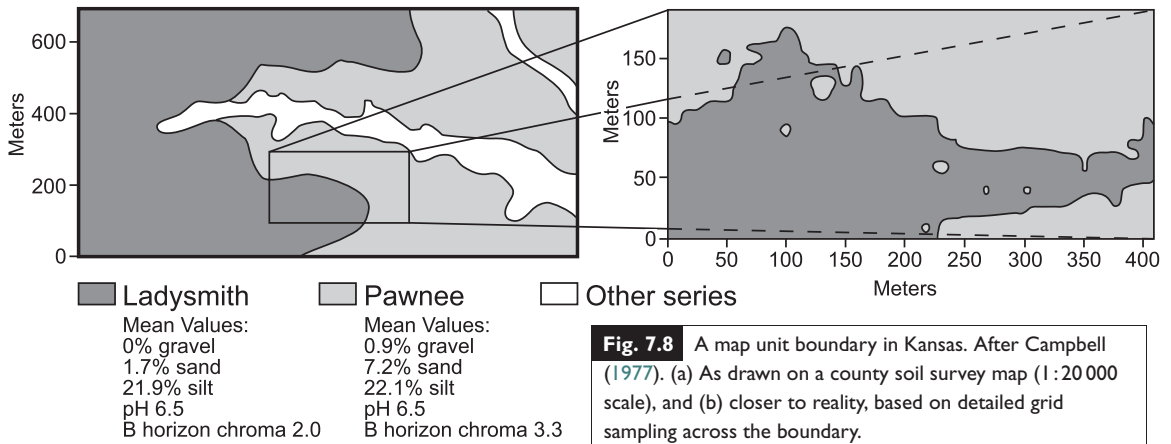 600
400
200
0
Meters
150
100
50
0
Meters
0 50 100 150 200 250 300 350 400
Meters
Ladysmith
Mean Values:
0% gravel
1.7% sand
21.9% silt
pH 6.5
B horizon chroma 2.0
Pawnee
Mean Values:
0.9% gravel
7.2% sand
22.1% silt
pH 6.5
B horizon chroma 3.3
Other series
Fig. 7.8 A map unit boundary in Kansas. After Campbell
(1977). (a) As drawn on a county soil survey map (1:20 000
scale), and (b) closer to reality, based on detailed grid
sampling across the boundary.